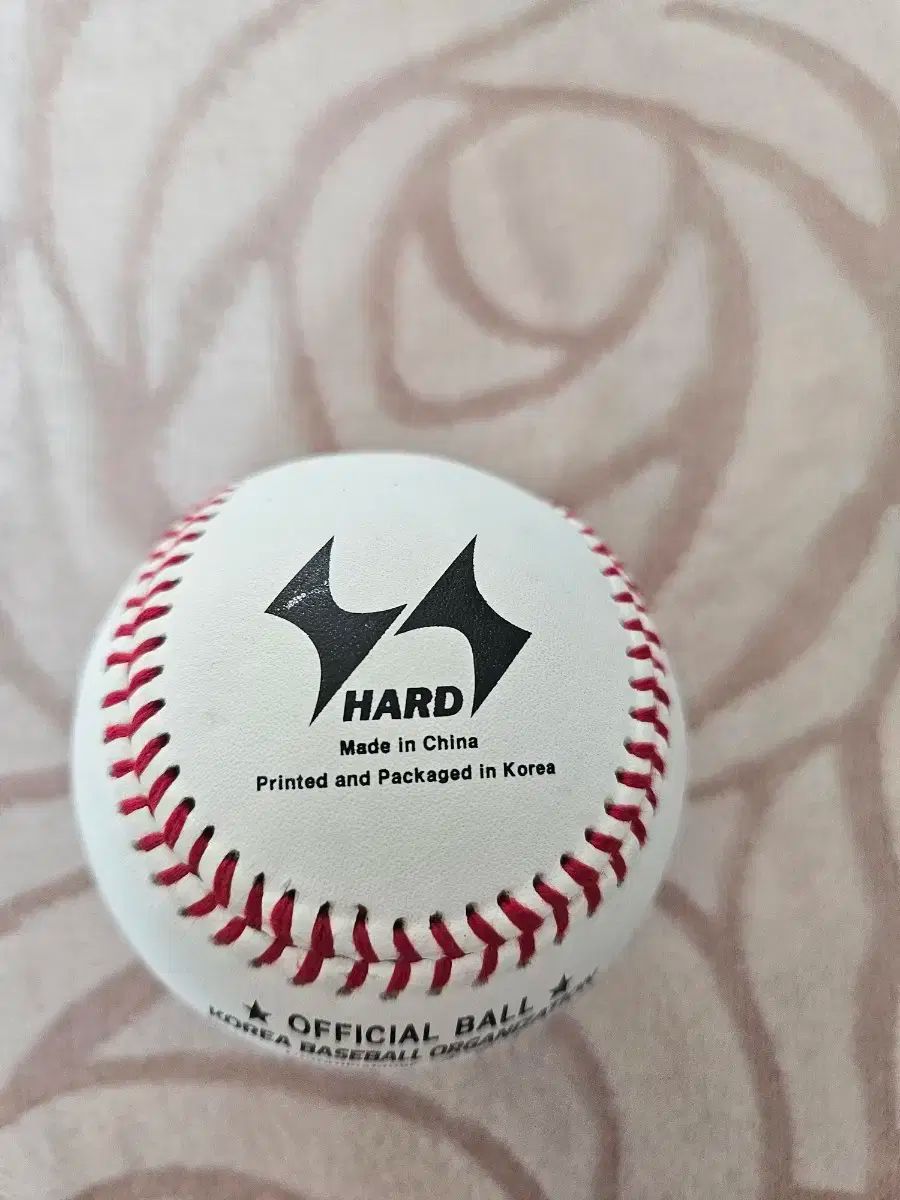 HARD
Made in China
Printed and Packaged in Korea
★ OFFICIAL BALL ★
KOREA BASEBALL ORGANIZATION